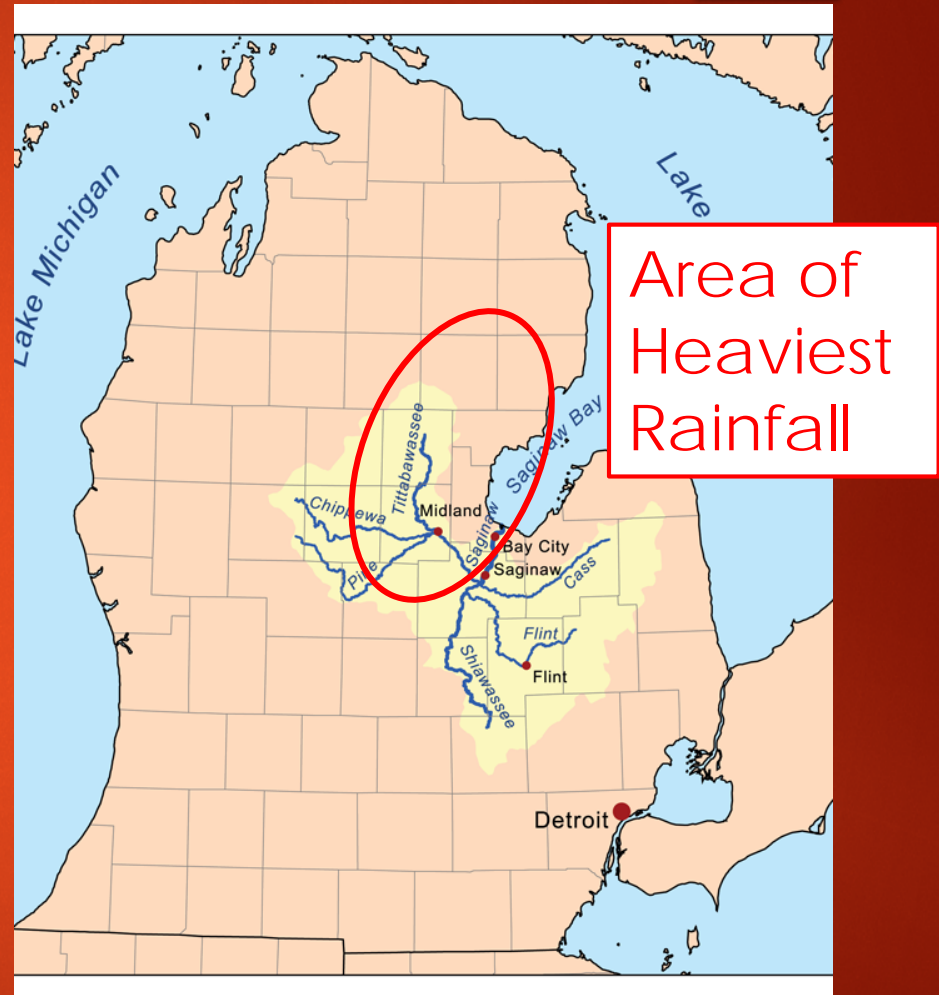 Lake Michigan
Lake
Area of
Heaviest
Rainfall
Saginaw Bay
Tittabawassee
Chippewa
Midland
Saginaw
Bay City
Pine
Saginaw
Cass
Flint
Shiawassee
Flint
Detroit